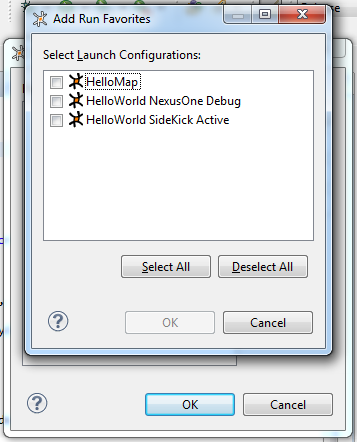 Add Run Favorites
Select Launch Configurations:
HelloMap
HelloWorld NexusOne Debug
HelloWorld SideKick Active
Select All
Deselect All
OK
Cancel
OK
Cancel